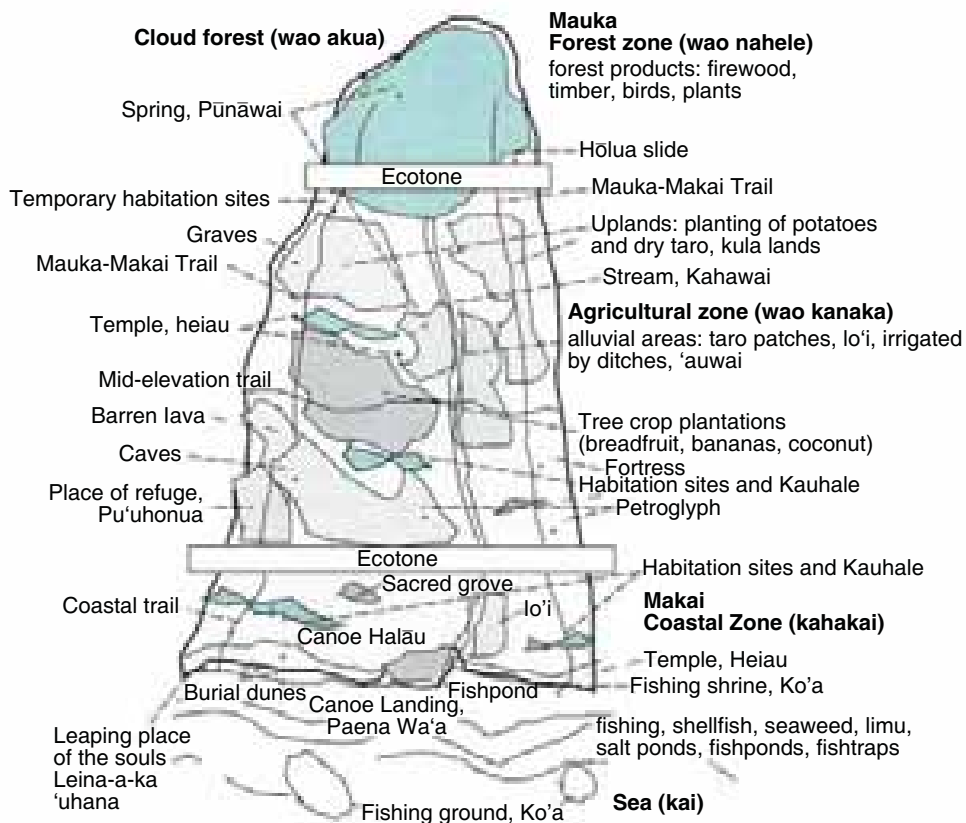 Cloud forest (wao akua)
Mauka
Forest zone (wao nahele)
forest products: firewood,
timber, birds, plants
Spring, Pūnāwai
Hōlua slide
Ecotone
Mauka-Makai Trail
Temporary habitation sites
Graves
Uplands: planting of potatoes
and dry taro, kula lands
Mauka-Makai Trail
Stream, Kahawai
Temple, heiau
Agricultural zone (wao kanaka)
alluvial areas: taro patches, lo‘i, irrigated
by ditches, ‘auwai
Mid-elevation trail
Barren lava
Tree crop plantations
(breadfruit, bananas, coconut)
Caves
Fortress
Habitation sites and Kauhale
Place of refuge,
Pu‘uhonua
Petroglyph
Ecotone
Habitation sites and Kauhale
Sacred grove
Coastal trail
lo’i
Makai
Coastal Zone (kahakai)
Canoe Halāu
Temple, Heiau
Burial dunes
Canoe Landing,
Paena Wa‘a
Fishpond
Fishing shrine, Ko’a
Leaping place
of the souls
Leina-a-ka
‘uhana
fishing, shellfish, seaweed, limu,
salt ponds, fishponds, fishtraps
Fishing ground, Ko’a
Sea (kai)